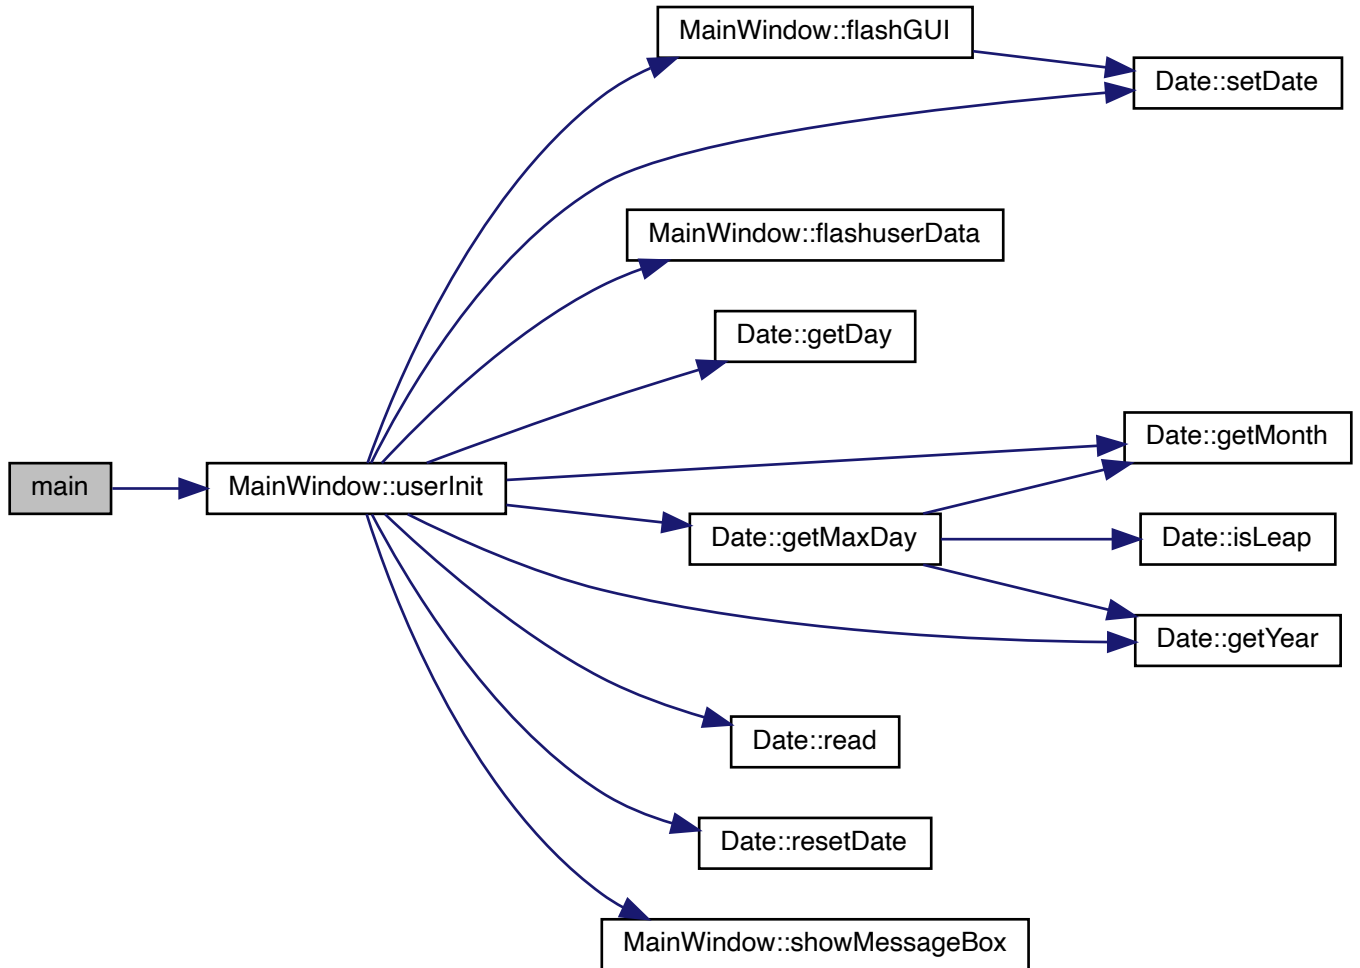 MainWindow::flashGUI
Date::setDate
MainWindow::flashuserData
Date::getDay
Date::getMonth
main
MainWindow::userInit
Date::getMaxDay
Date::isLeap
Date::getYear
Date::read
Date::resetDate
MainWindow::showMessageBox